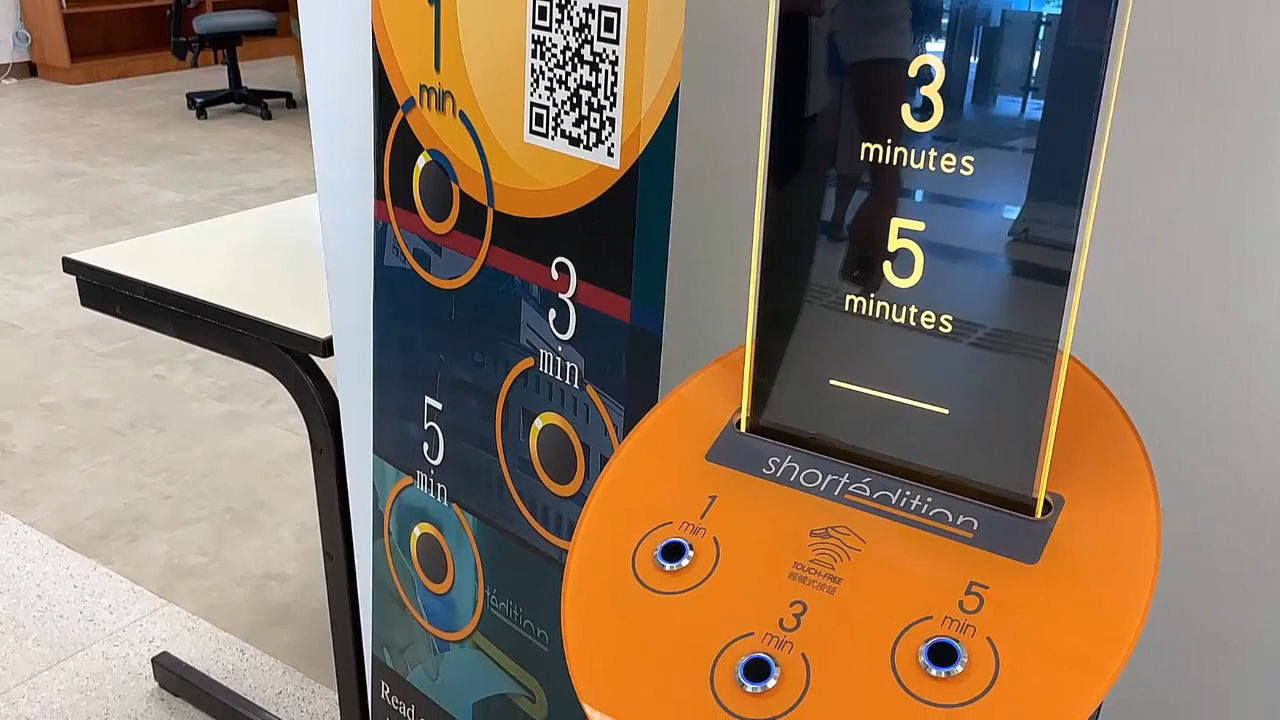 1
min
3
min
5
min
édition
Read
3
minutes
5
minutes
shortédition
1
min
TOUCH-FREE
3
min
5
min